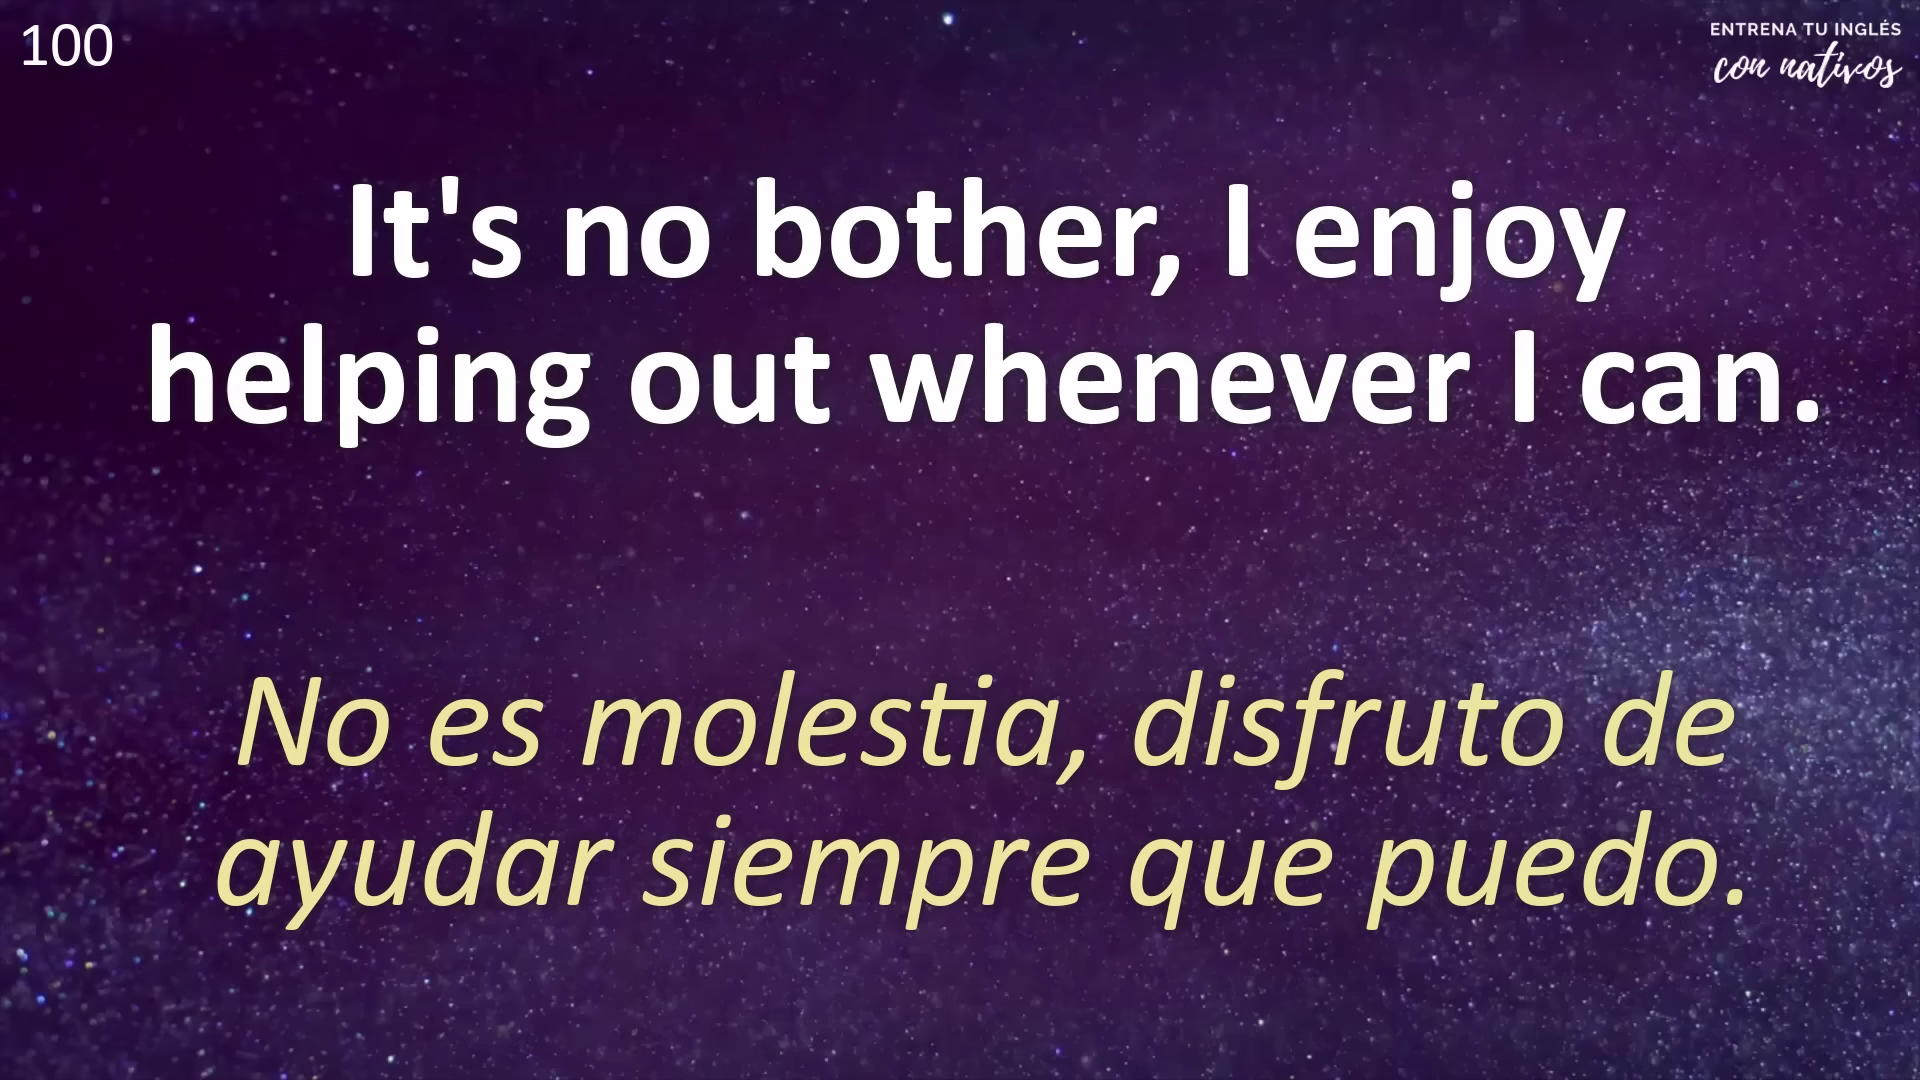 100
ENTRENA TU INGLÉS
con nativos
It's no bother, I enjoy
helping out whenever I can.
No es molestia, disfruto de
ayudar siempre que puedo.